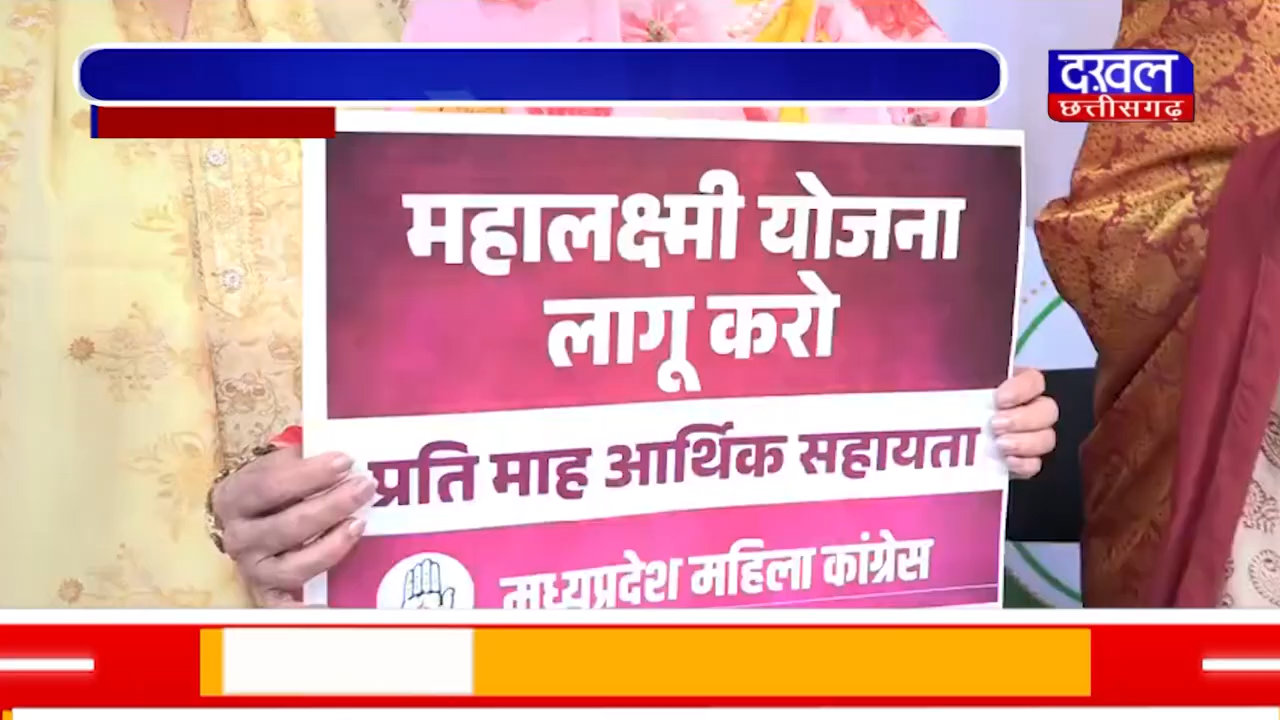 दख़ल
छत्तीसगढ़
महालक्ष्मी योजना
लागू करो
प्रति माह आर्थिक सहायता
मध्यप्रदेश महिला कांग्रेस